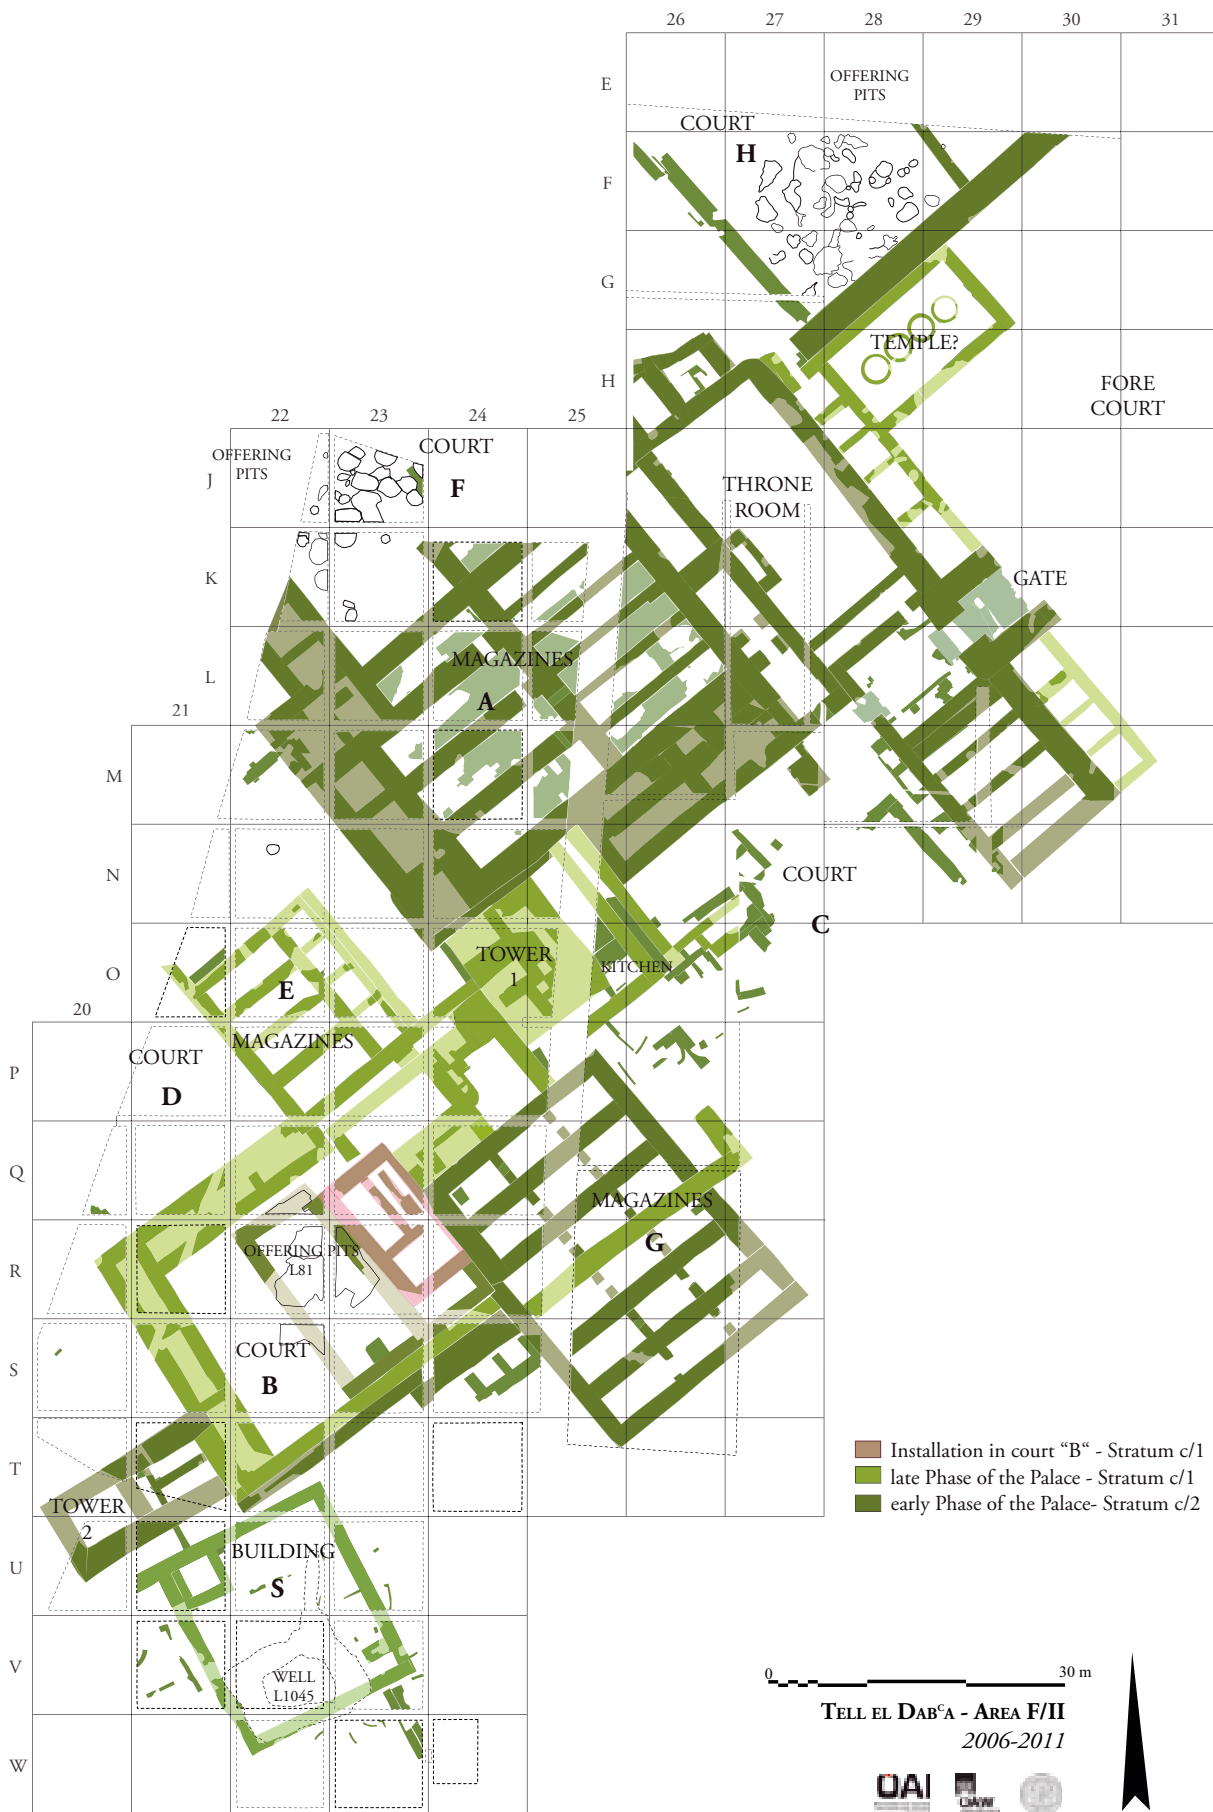 26 27 28 29 30 31
E
OFFERING
PITS
COURT
H
F
G
TEMPLE?
H
FORE
COURT
22 23 24 25
OFFERING
PITS
COURT
J
F
THRONE
ROOM
K
GATE
MAGAZINES
L
A
21
M
N
COURT
C
TOWER
1
KITCHEN
O
E
20
MAGAZINES
COURT
P
D
Q
MAGAZINES
G
OFFERING PITS
L81
R
COURT
S
B
T
Installation in court “B“ - Stratum c/1
late Phase of the Palace - Stratum c/1
early Phase of the Palace- Stratum c/2
TOWER
2
BUILDING
U
S
V
WELL
L1045
0 30 m
TELL EL DABᶜA - AREA F/II
2006-2011
W
ÖAI
ÖAW